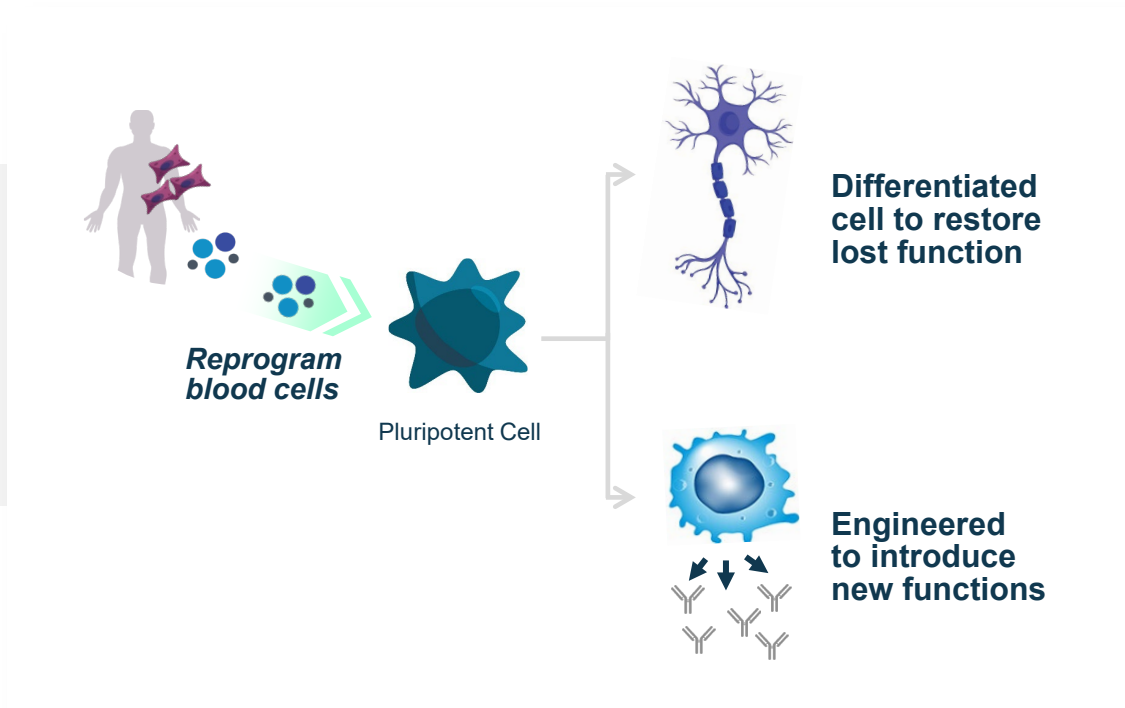 Reprogram
blood cells
Pluripotent Cell
Differentiated
cell to restore
lost function
Engineered
to introduce
new functions